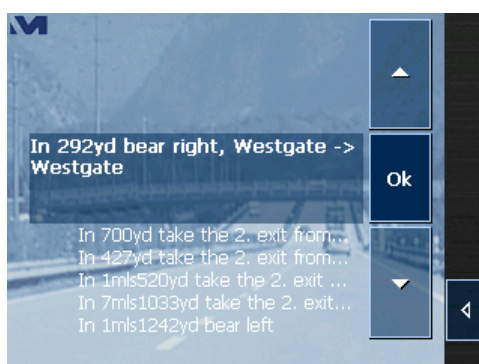 In 292yd bear right, Westgate ->
Westgate
Ok
In 700yd take the 2. exit from...
In 427yd take the 2. exit from...
In 1mls520yd take the 2. exit ...
In 7mls1033yd take the 2. exit...
In 1mls1242yd bear left